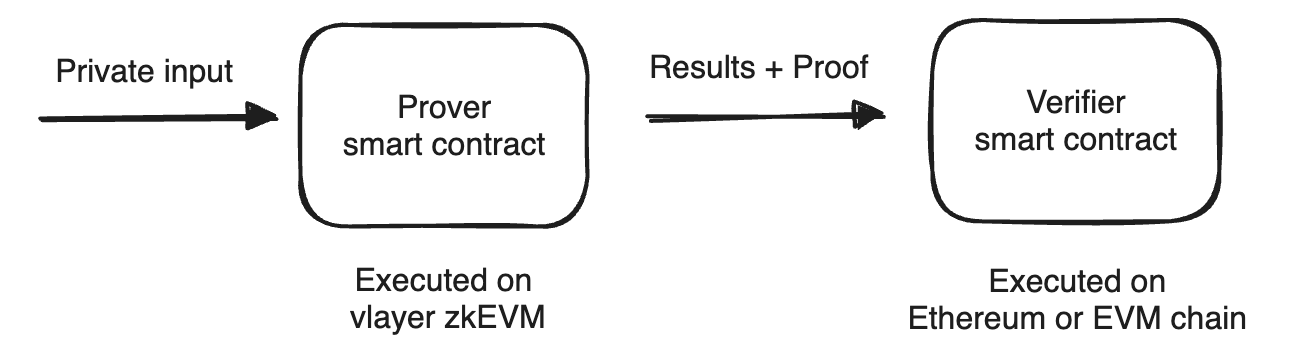 Private input
Prover
smart contract
Executed on
vlayer zkEVM
Results + Proof
Verifier
smart contract
Executed on
Ethereum or EVM chain